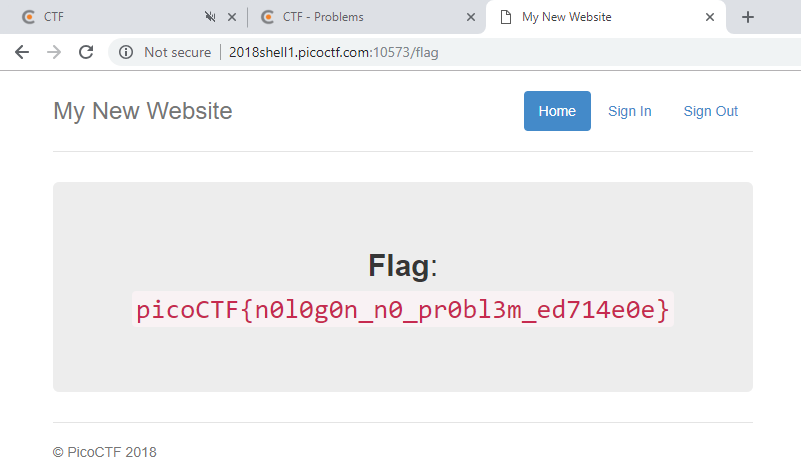 CTF
CTF - Problems
My New Website
Not secure
2018shell1.picoctf.com:10573/flag
My New Website
Home
Sign In
Sign Out
Flag:
picoCTF{n0l0g0n_n0_pr0bl3m_ed714e0e}
© PicoCTF 2018